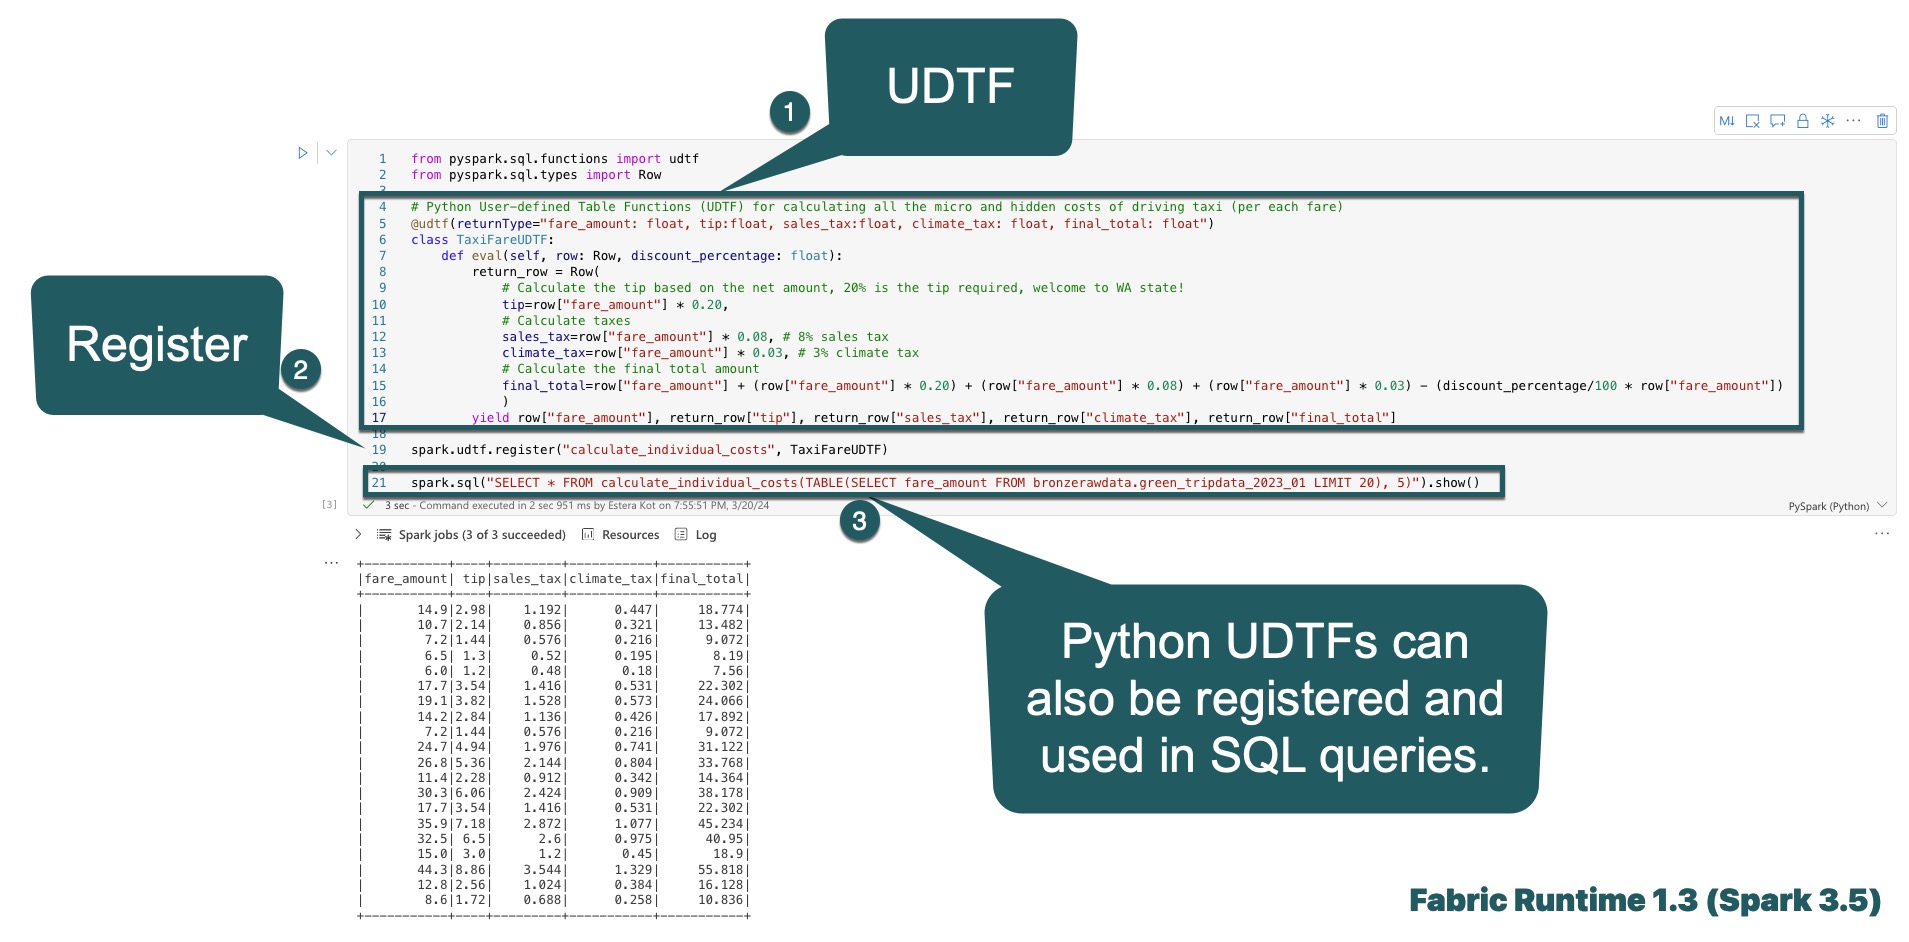 UDTF
1
M↓
1 from pyspark.sql.functions import udtf
2 from pyspark.sql.types import Row
3
4 # Python User-defined Table Functions (UDTF) for calculating all the micro and hidden costs of driving taxi (per each fare)
5 @udtf(returnType="fare_amount: float, tip:float, sales_tax:float, climate_tax: float, final_total: float")
6 class TaxiFareUDTF:
7     def eval(self, row: Row, discount_percentage: float):
8         return_row = Row(
9             # Calculate the tip based on the net amount, 20% is the tip required, welcome to WA state!
10             tip=row["fare_amount"] * 0.20,
11             # Calculate taxes
12             sales_tax=row["fare_amount"] * 0.08, # 8% sales tax
13             climate_tax=row["fare_amount"] * 0.03, # 3% climate tax
14             # Calculate the final total amount
15             final_total=row["fare_amount"] + (row["fare_amount"] * 0.20) + (row["fare_amount"] * 0.08) + (row["fare_amount"] * 0.03) - (discount_percentage/100 * row["fare_amount"])
16             )
17         yield row["fare_amount"], return_row["tip"], return_row["sales_tax"], return_row["climate_tax"], return_row["final_total"]
18
Register
2
19 spark.udtf.register("calculate_individual_costs", TaxiFareUDTF)
20
21 spark.sql("SELECT * FROM calculate_individual_costs(TABLE(SELECT fare_amount FROM bronzerawdata.green_tripdata_2023_01 LIMIT 20), 5)").show()
[3] 3 sec - Command executed in 2 sec 951 ms by Estera Kot on 7:55:51 PM, 3/20/24
PySpark (Python)
3
Spark jobs (3 of 3 succeeded) Resources Log
+-----------+----+---------+-----------+-----------+
|fare_amount| tip|sales_tax|climate_tax|final_total|
+-----------+----+---------+-----------+-----------+
|       14.9|2.98|    1.192|      0.447|     18.774|
|       10.7|2.14|    0.856|      0.321|     13.482|
|        7.2|1.44|    0.576|      0.216|      9.072|
|        6.5| 1.3|     0.52|      0.195|       8.19|
|        6.0| 1.2|     0.48|       0.18|       7.56|
|       17.7|3.54|    1.416|      0.531|     22.302|
|       19.1|3.82|    1.528|      0.573|     24.066|
|       14.2|2.84|    1.136|      0.426|     17.892|
|        7.2|1.44|    0.576|      0.216|      9.072|
|       24.7|4.94|    1.976|      0.741|     31.122|
|       26.8|5.36|    2.144|      0.804|     33.768|
|       11.4|2.28|    0.912|      0.342|     14.364|
|       30.3|6.06|    2.424|      0.909|     38.178|
|       17.7|3.54|    1.416|      0.531|     22.302|
|       35.9|7.18|    2.872|      1.077|     45.234|
|       32.5| 6.5|      2.6|      0.975|      40.95|
|       15.0| 3.0|      1.2|       0.45|       18.9|
|       44.3|8.86|    3.544|      1.329|     55.818|
|       12.8|2.56|    1.024|      0.384|     16.128|
|        8.6|1.72|    0.688|      0.258|     10.836|
+-----------+----+---------+-----------+-----------+
Python UDTFs can
also be registered and
used in SQL queries.
Fabric Runtime 1.3 (Spark 3.5)